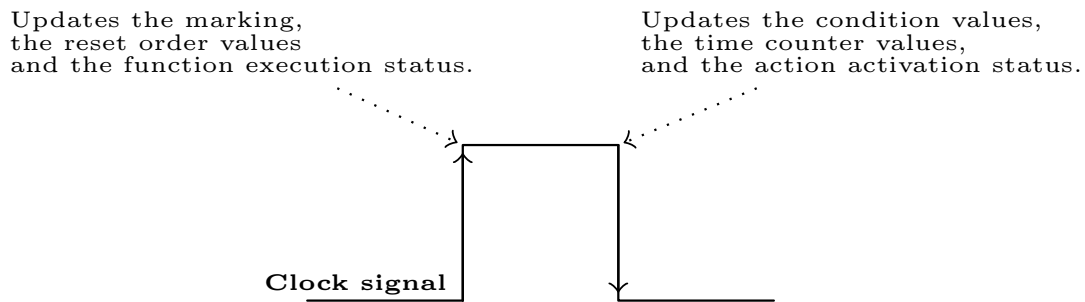 Updates the marking,
the reset order values
and the function execution status.
Updates the condition values,
the time counter values,
and the action activation status.
Clock signal